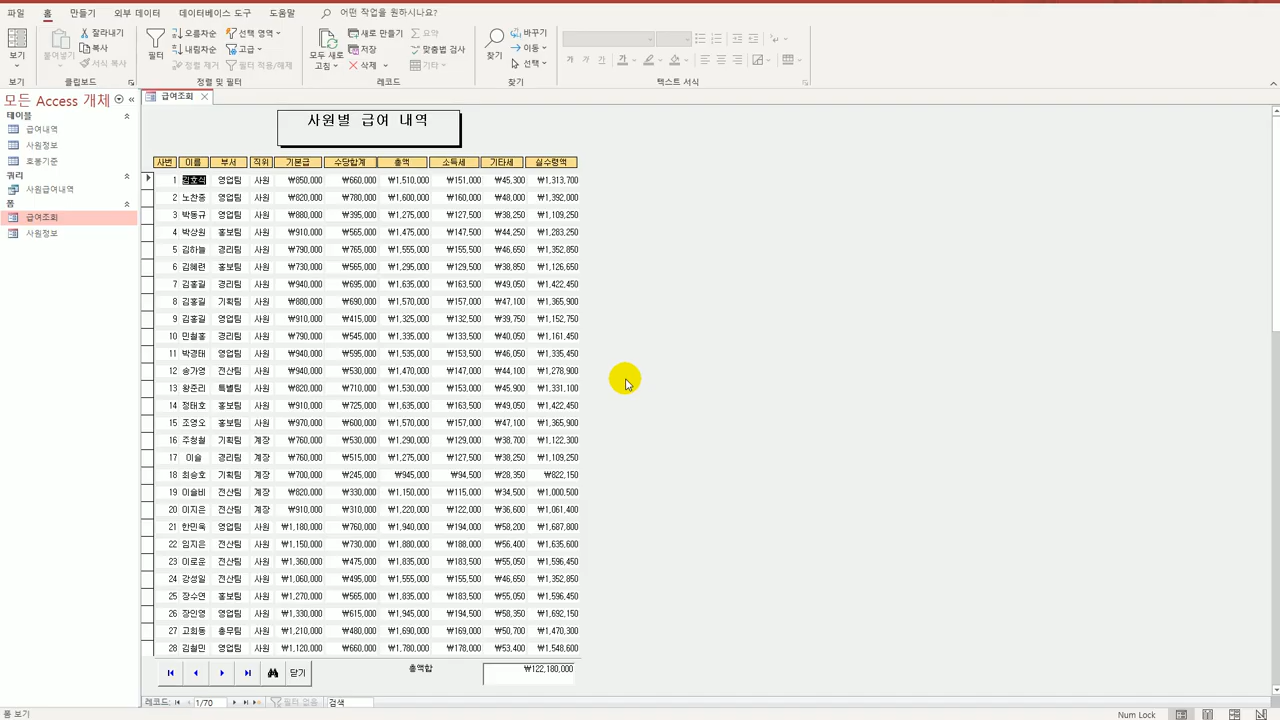 파일 홈 만들기 외부 데이터 데이터베이스 도구 도움말 어떤 작업을 원하시나요?
보기 붙여넣기 잘라내기 복사 서식 복사 필터 오름차순 내림차순 정렬 제거 선택 영역 고급 필터 적용/해제 모두 새로 고침 새로 만들기 저장 삭제 요약 맞춤법 검사 기타 찾기 바꾸기 이동 선택
보기 클립보드 정렬 및 필터 레코드 찾기 텍스트 서식
모든 Access 개체
테이블
급여내역
사원정보
호봉기준
쿼리
사원급여내역
폼
급여조회
사원정보
급여조회
사원별 급여 내역
사번 이름 부서 직위 기본급 수당합계 총액 소득세 기타세 실수령액
1 김효식 영업팀 사원 ₩850,000 ₩660,000 ₩1,510,000 ₩151,000 ₩45,300 ₩1,313,700
2 노찬종 영업팀 사원 ₩820,000 ₩780,000 ₩1,600,000 ₩160,000 ₩48,000 ₩1,392,000
3 박동규 영업팀 사원 ₩880,000 ₩395,000 ₩1,275,000 ₩127,500 ₩38,250 ₩1,109,250
4 박상원 홍보팀 사원 ₩910,000 ₩565,000 ₩1,475,000 ₩147,500 ₩44,250 ₩1,283,250
5 김하늘 경리팀 사원 ₩790,000 ₩765,000 ₩1,555,000 ₩155,500 ₩46,650 ₩1,352,850
6 김혜련 홍보팀 사원 ₩730,000 ₩565,000 ₩1,295,000 ₩129,500 ₩38,850 ₩1,126,650
7 김홍길 경리팀 사원 ₩940,000 ₩695,000 ₩1,635,000 ₩163,500 ₩49,050 ₩1,422,450
8 김홍길 기획팀 사원 ₩880,000 ₩690,000 ₩1,570,000 ₩157,000 ₩47,100 ₩1,365,900
9 김홍길 영업팀 사원 ₩910,000 ₩415,000 ₩1,325,000 ₩132,500 ₩39,750 ₩1,152,750
10 민철홍 경리팀 사원 ₩790,000 ₩545,000 ₩1,335,000 ₩133,500 ₩40,050 ₩1,161,450
11 박경태 영업팀 사원 ₩940,000 ₩595,000 ₩1,535,000 ₩153,500 ₩46,050 ₩1,335,450
12 송가영 전산팀 사원 ₩940,000 ₩530,000 ₩1,470,000 ₩147,000 ₩44,100 ₩1,278,900
13 왕준리 특별팀 사원 ₩820,000 ₩710,000 ₩1,530,000 ₩153,000 ₩45,900 ₩1,331,100
14 정태호 홍보팀 사원 ₩910,000 ₩725,000 ₩1,635,000 ₩163,500 ₩49,050 ₩1,422,450
15 조영오 홍보팀 사원 ₩970,000 ₩600,000 ₩1,570,000 ₩157,000 ₩47,100 ₩1,365,900
16 주청철 기획팀 계장 ₩760,000 ₩530,000 ₩1,290,000 ₩129,000 ₩38,700 ₩1,122,300
17 이슬 경리팀 계장 ₩760,000 ₩515,000 ₩1,275,000 ₩127,500 ₩38,250 ₩1,109,250
18 최승호 기획팀 계장 ₩700,000 ₩245,000 ₩945,000 ₩94,500 ₩28,350 ₩822,150
19 이슬비 전산팀 계장 ₩820,000 ₩330,000 ₩1,150,000 ₩115,000 ₩34,500 ₩1,000,500
20 이지은 전산팀 계장 ₩910,000 ₩310,000 ₩1,220,000 ₩122,000 ₩36,600 ₩1,061,400
21 한민욱 영업팀 사원 ₩1,180,000 ₩760,000 ₩1,940,000 ₩194,000 ₩58,200 ₩1,687,800
22 임지은 전산팀 사원 ₩1,150,000 ₩730,000 ₩1,880,000 ₩188,000 ₩56,400 ₩1,635,600
23 이로운 전산팀 사원 ₩1,360,000 ₩475,000 ₩1,835,000 ₩183,500 ₩55,050 ₩1,596,450
24 강성일 전산팀 사원 ₩1,060,000 ₩495,000 ₩1,555,000 ₩155,500 ₩46,650 ₩1,352,850
25 장수연 홍보팀 사원 ₩1,270,000 ₩565,000 ₩1,835,000 ₩183,500 ₩55,050 ₩1,596,450
26 장인영 영업팀 사원 ₩1,330,000 ₩615,000 ₩1,945,000 ₩194,500 ₩58,350 ₩1,692,150
27 고희동 총무팀 사원 ₩1,210,000 ₩480,000 ₩1,690,000 ₩169,000 ₩50,700 ₩1,470,300
28 김철민 영업팀 사원 ₩1,120,000 ₩660,000 ₩1,780,000 ₩178,000 ₩53,400 ₩1,548,600
닫기 총액합 ₩122,180,000
레코드: 1/70 필터 없음 검색
폼 보기 Num Lock